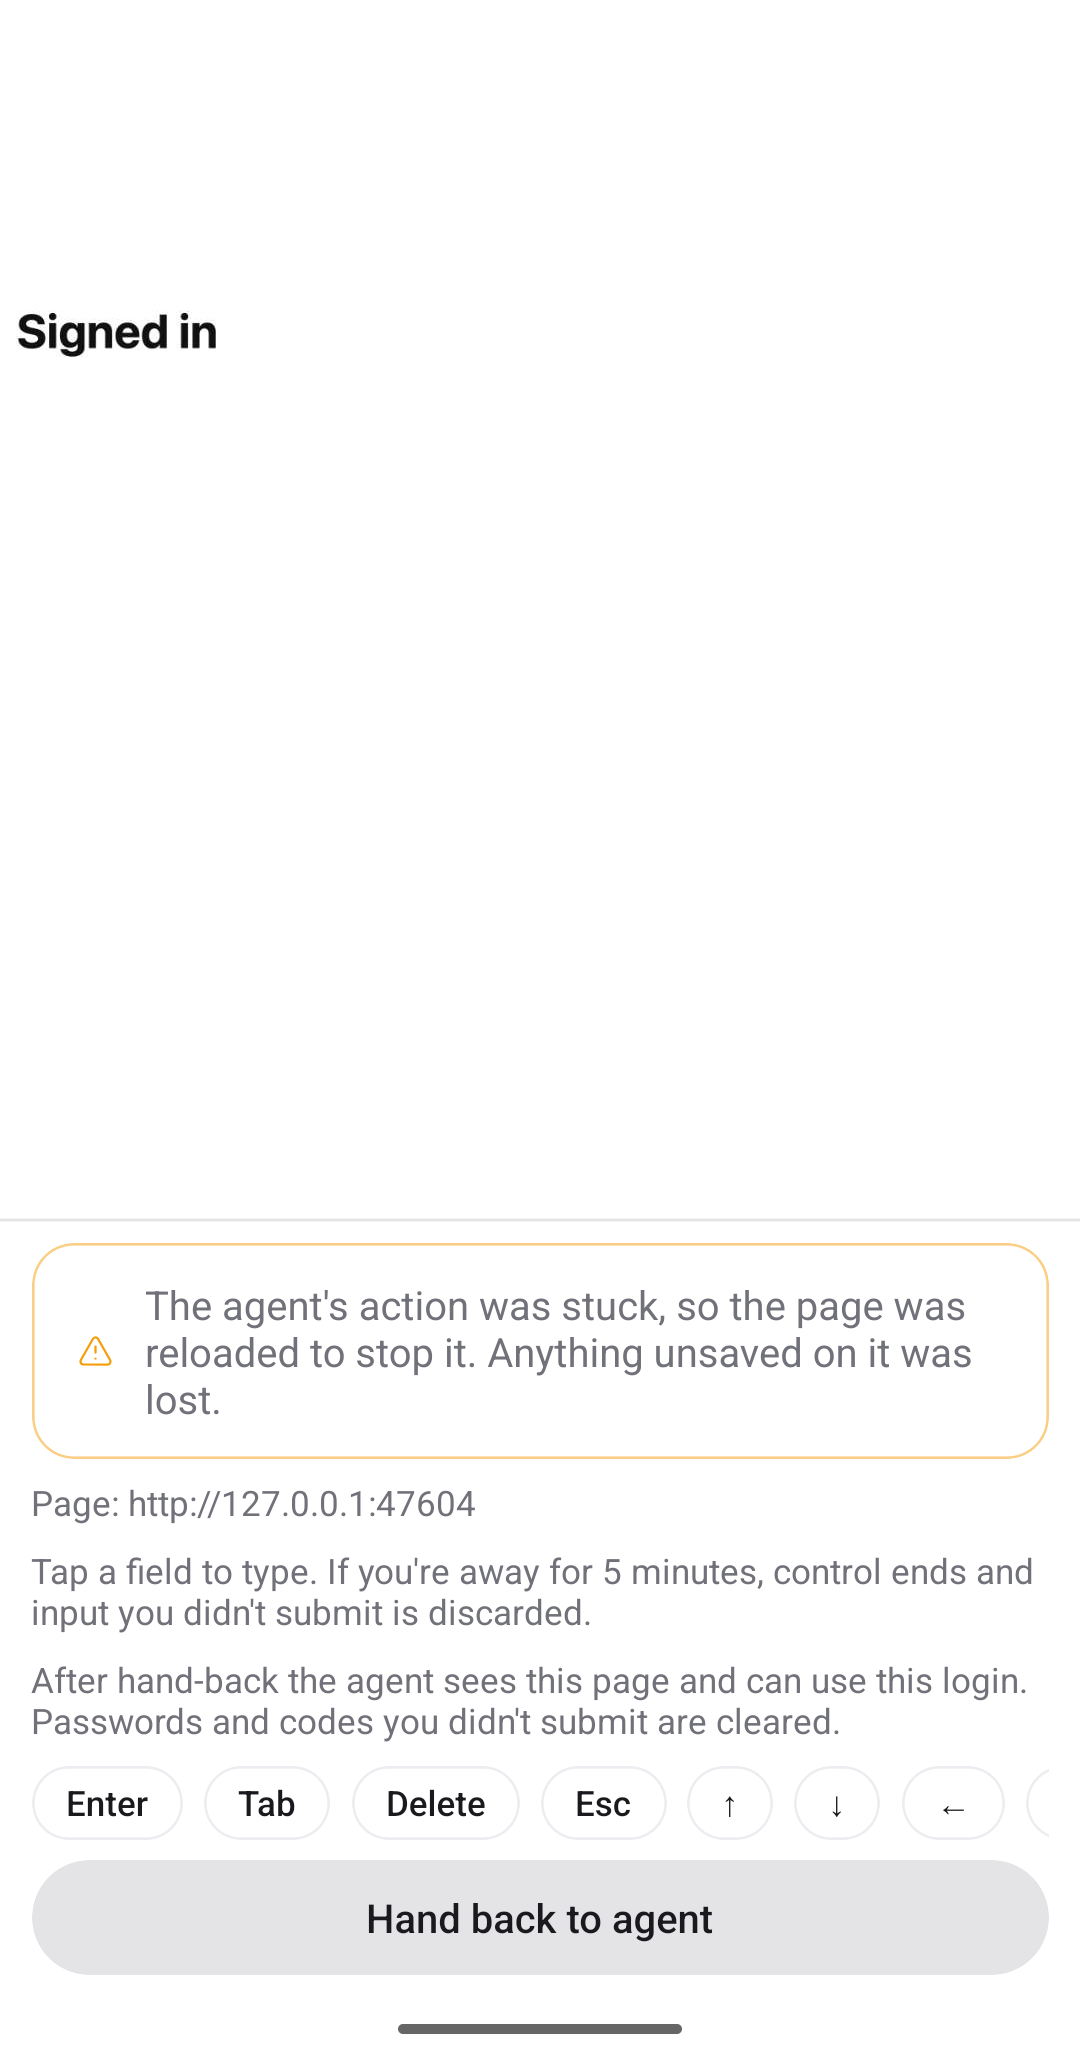 Signed in
The agent's action was stuck, so the page was
reloaded to stop it. Anything unsaved on it was
lost.
Page: http://127.0.0.1:47604
Tap a field to type. If you're away for 5 minutes, control ends and
input you didn't submit is discarded.
After hand-back the agent sees this page and can use this login.
Passwords and codes you didn't submit are cleared.
Enter Tab Delete Esc ↑ ↓ ←
Hand back to agent